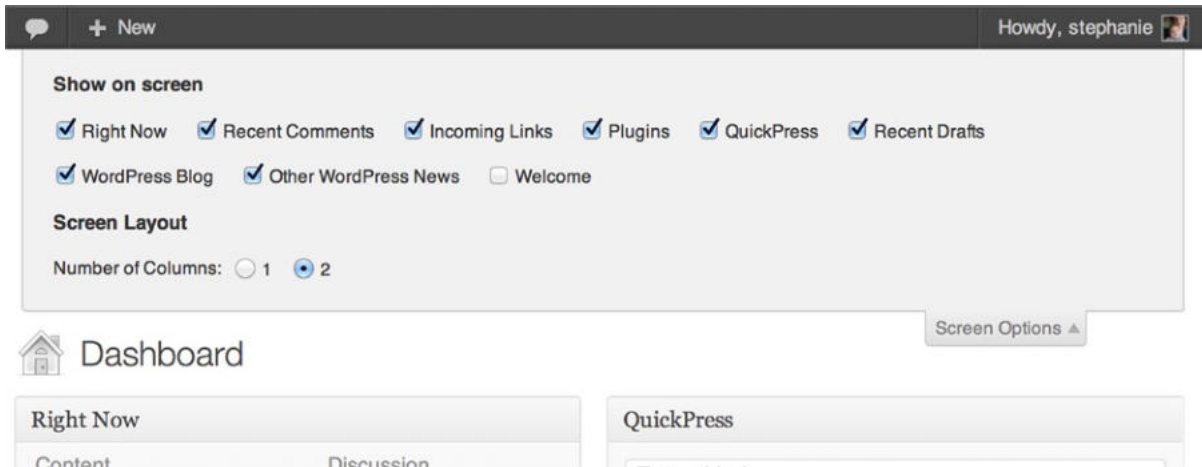 + New Howdy, stephanie
Show on screen
Right Now Recent Comments Incoming Links Plugins QuickPress Recent Drafts
WordPress Blog Other WordPress News Welcome
Screen Layout
Number of Columns: 1 2
Screen Options
Dashboard
Right Now QuickPress
Content Discussion